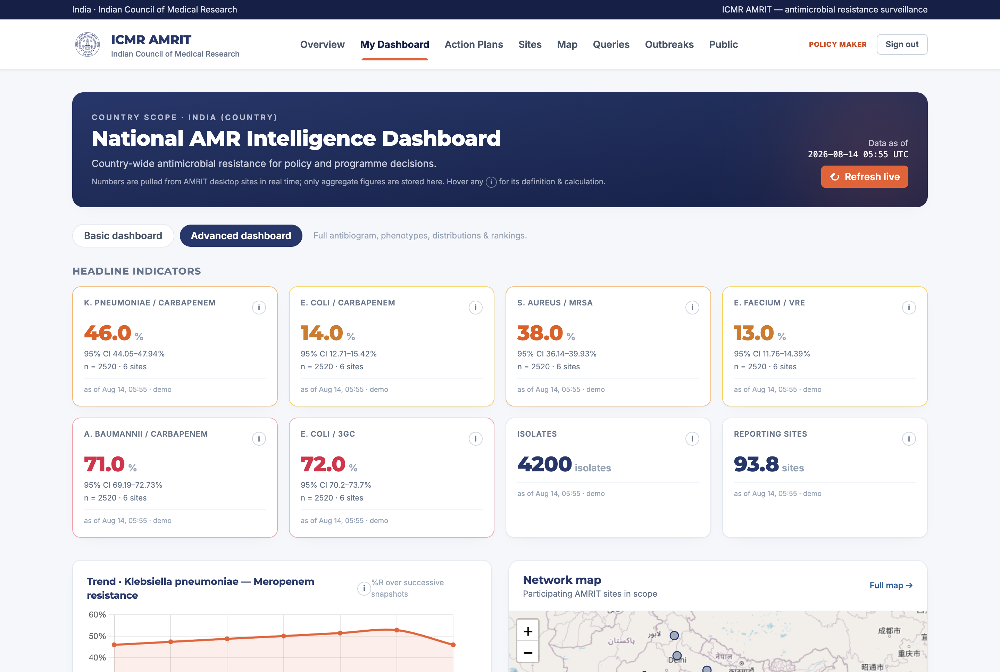 India · Indian Council of Medical Research
ICMR AMRIT — antimicrobial resistance surveillance
ICMR AMRIT
Indian Council of Medical Research
Overview
My Dashboard
Action Plans
Sites
Map
Queries
Outbreaks
Public
POLICY MAKER
Sign out
COUNTRY SCOPE · INDIA (COUNTRY)
National AMR Intelligence Dashboard
Country-wide antimicrobial resistance for policy and programme decisions.
Numbers are pulled from AMRIT desktop sites in real time; only aggregate figures are stored here. Hover any i for its definition & calculation.
Data as of
2026-08-14 05:55 UTC
Refresh live
Basic dashboard
Advanced dashboard
Full antibiogram, phenotypes, distributions & rankings.
HEADLINE INDICATORS
K. PNEUMONIAE / CARBAPENEM
i
46.0 %
95% CI 44.05–47.94%
n = 2520 · 6 sites
as of Aug 14, 05:55 · demo
E. COLI / CARBAPENEM
i
14.0 %
95% CI 12.71–15.42%
n = 2520 · 6 sites
as of Aug 14, 05:55 · demo
S. AUREUS / MRSA
i
38.0 %
95% CI 36.14–39.93%
n = 2520 · 6 sites
as of Aug 14, 05:55 · demo
E. FAECIUM / VRE
i
13.0 %
95% CI 11.76–14.39%
n = 2520 · 6 sites
as of Aug 14, 05:55 · demo
A. BAUMANNII / CARBAPENEM
i
71.0 %
95% CI 69.19–72.73%
n = 2520 · 6 sites
as of Aug 14, 05:55 · demo
E. COLI / 3GC
i
72.0 %
95% CI 70.2–73.7%
n = 2520 · 6 sites
as of Aug 14, 05:55 · demo
ISOLATES
i
4200 isolates
as of Aug 14, 05:55 · demo
REPORTING SITES
i
93.8 sites
as of Aug 14, 05:55 · demo
Trend · Klebsiella pneumoniae — Meropenem
resistance
i
%R over successive
snapshots
60%
50%
40%
Network map
Participating AMRIT sites in scope
Full map →
+
−
لاہور
پاکستان
Delhi
नेपाल
成都市
重庆市
昭通市